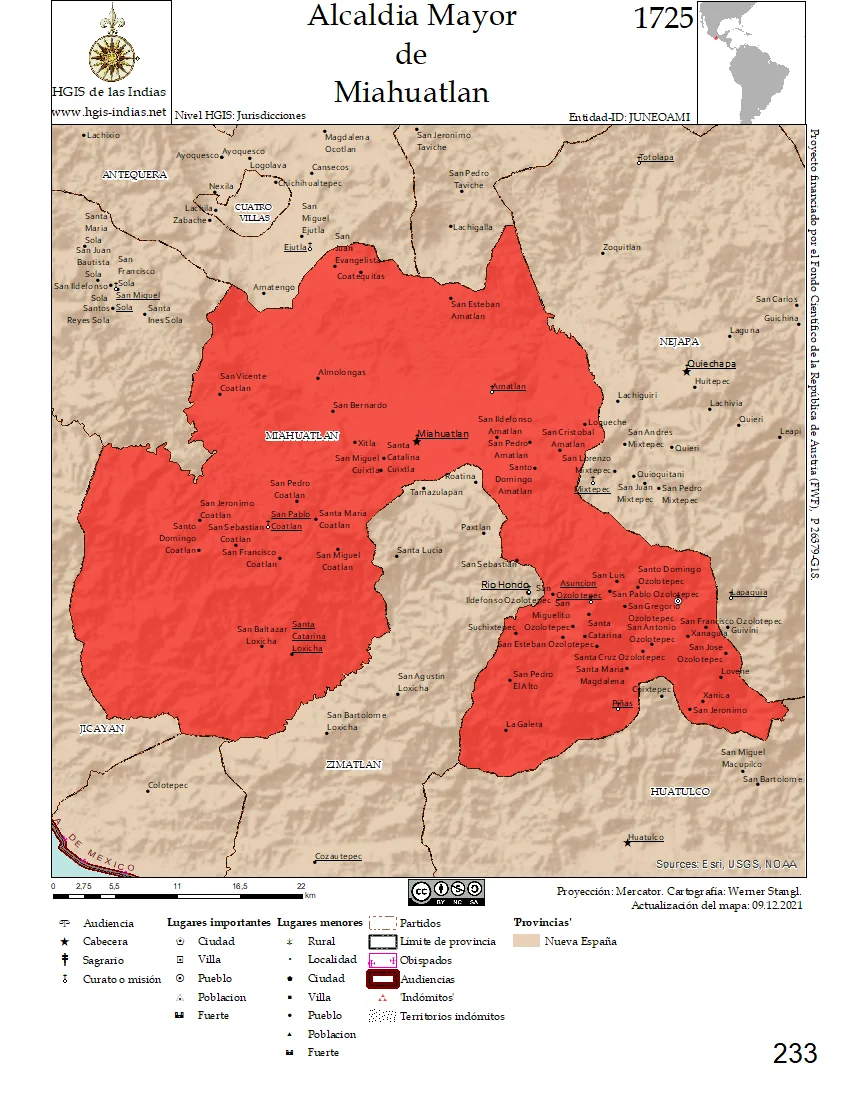 Alcaldia Mayor
de
Miahuatlan
1725
HGIS de las Indias
www.hgis-indias.net
Nivel HGIS: Jurisdicciones
Entidad-ID: JUNEOAMI
Proyecto financiado por el Fondo Científico de la República de Austria (FWF), P 26379-G18.
Lachixio
Magdalena
Ocotlan
San Jeronimo
Taviche
Totolapa
Ayoquesco
Ayoquesco
Logolava
Cansecos
ANTEQUERA
Nexila
Chichihualtepec
San Pedro
Taviche
Lachila
Zabache
CUATRO
VILLAS
San
Miguel
Ejutla
Lachigalla
Santa
Maria
Sola
Ejutla
San
Juan
Evangelista
Coatequitas
Zoquitlan
San Juan
Bautista
Sola
San
Francisco
Sola
San Ildefonso
Sola
San Miguel
Sola
Santos
Reyes Sola
Santa
Ines Sola
Amatengo
San Esteban
Amatlan
San Carlos
Guichina
Laguna
NEJAPA
Quiechapa
Huitepec
San Vicente
Coatlan
Almolongas
Amatlan
Lachiguiri
Lachivia
San Bernardo
Quieri
Leapi
MIAHUATLAN
Miahuatlan
San Ildefonso
Amatlan
Loqueche
San Cristobal
Amatlan
San Andres
Mixtepec
Quieri
Xitla
Santa
Catalina
Cuixtla
San Miguel
Cuixtla
San Pedro
Amatlan
San Lorenzo
Mixtepec
Santo
Domingo
Amatlan
Roatina
Tamazulapan
Quioquitani
Mixtepec
San Juan
Mixtepec
San Pedro
Mixtepec
San Pedro
Coatlan
San Jeronimo
Coatlan
San Pablo
Coatlan
Santa Maria
Coatlan
Santo
Domingo
Coatlan
San Sebastian
Coatlan
San Francisco
Coatlan
San Miguel
Coatlan
Paxtlan
Santa Lucia
San Sebastian
Rio Hondo
San
Ildefonso Ozolotepec
Asuncion
Ozolotepec
San Luis
Santo Domingo
Ozolotepec
San Pablo Ozolotepec
Lapaquia
San
Miguelito
Ozolotepec
San Gregorio
Ozolotepec
San Francisco Ozolotepec
Suchixtepec
Santa
Catarina
San Antonio
Ozolotepec
Xanaguia
Guivini
San Esteban Ozolotepec
San Jose
Ozolotepec
Santa Cruz Ozolotepec
Santa Maria
Magdalena
Lovene
San Baltazar
Loxicha
Santa
Catarina
Loxicha
San Agustin
Loxicha
San Pedro
El Alto
Coixtepec
Xanica
Piñas
San Jeronimo
La Galera
San Bartolome
Loxicha
JICAYAN
ZIMATLAN
San Miguel
Macupilco
San Bartolome
Colotepec
HUATULCO
Huatulco
Cozautepec
A. DE MEXICO
Sources: Esri, USGS, NOAA
0 2,75 5,5 11 16,5 22
km
CC BY NC SA
Proyección: Mercator. Cartografía: Werner Stangl.
Actualización del mapa: 09.12.2021
Audiencia
Cabecera
Sagrario
Curato o misión
Lugares importantes
Ciudad
Villa
Pueblo
Poblacion
Fuerte
Lugares menores
Rural
Localidad
Ciudad
Villa
Pueblo
Poblacion
Fuerte
Partidos
Límite de provincia
Obispados
Audiencias
'Indómitos'
Territorios indómitos
'Provincias'
Nueva España
233